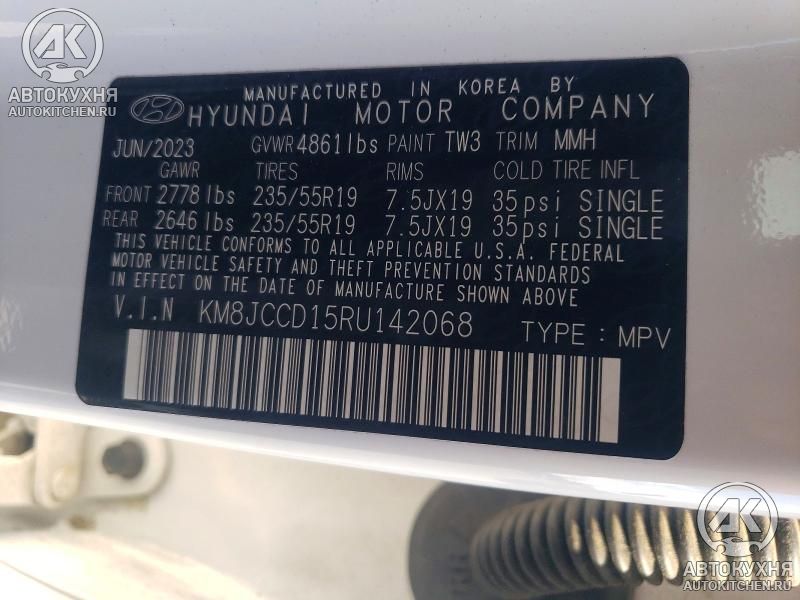 АК
АВТОКУХНЯ
AUTOKITCHEN.RU
MANUFACTURED IN KOREA BY
HYUNDAI MOTOR COMPANY
JUN/2023 GVWR 4861lbs PAINT TW3 TRIM MMH
GAWR TIRES RIMS COLD TIRE INFL
FRONT 2778 lbs 235/55R19 7.5JX19 35psi SINGLE
REAR 2646 lbs 235/55R19 7.5JX19 35psi SINGLE
THIS VEHICLE CONFORMS TO ALL APPLICABLE U.S.A. FEDERAL
MOTOR VEHICLE SAFETY AND THEFT PREVENTION STANDARDS
IN EFFECT ON THE DATE OF MANUFACTURE SHOWN ABOVE
V.I.N KM8JCCD15RU142068 TYPE : MPV
АК
АВТОКУХНЯ
AUTOKITCHEN.RU